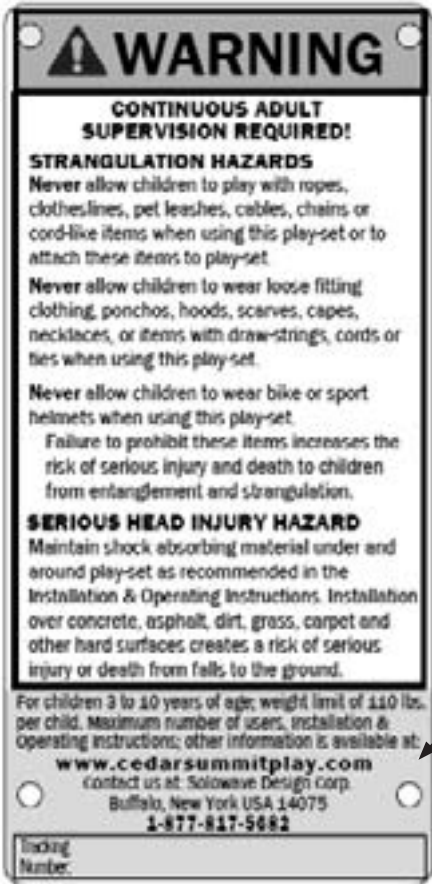 WARNING
CONTINUOUS ADULT
SUPERVISION REQUIRED!
STRANGULATION HAZARDS
Never allow children to play with ropes,
clotheslines, pet leashes, cables, chains or
cord-like items when using this play-set or to
attach these items to play-set.
Never allow children to wear loose fitting
clothing, ponchos, hoods, scarves, capes,
necklaces, or items with draw-strings, cords or
ties when using this play-set.
Never allow children to wear bike or sport
helmets when using this play-set.
Failure to prohibit these items increases the
risk of serious injury and death to children
from entanglement and strangulation.
SERIOUS HEAD INJURY HAZARD
Maintain shock absorbing material under and
around play-set as recommended in the
Installation & Operating Instructions. Installation
over concrete, asphalt, dirt, grass, carpet and
other hard surfaces creates a risk of serious
injury or death from falls to the ground.
For children 3 to 10 years of age; weight limit of 110 lbs.
per child. Maximum number of users, Installation &
Operating instructions; other information is available at:
www.cedarsummitplay.com
Contact us at: Solowave Design Corp.
Buffalo, New York USA 14075
1-877-817-5682
Tracking
Number: